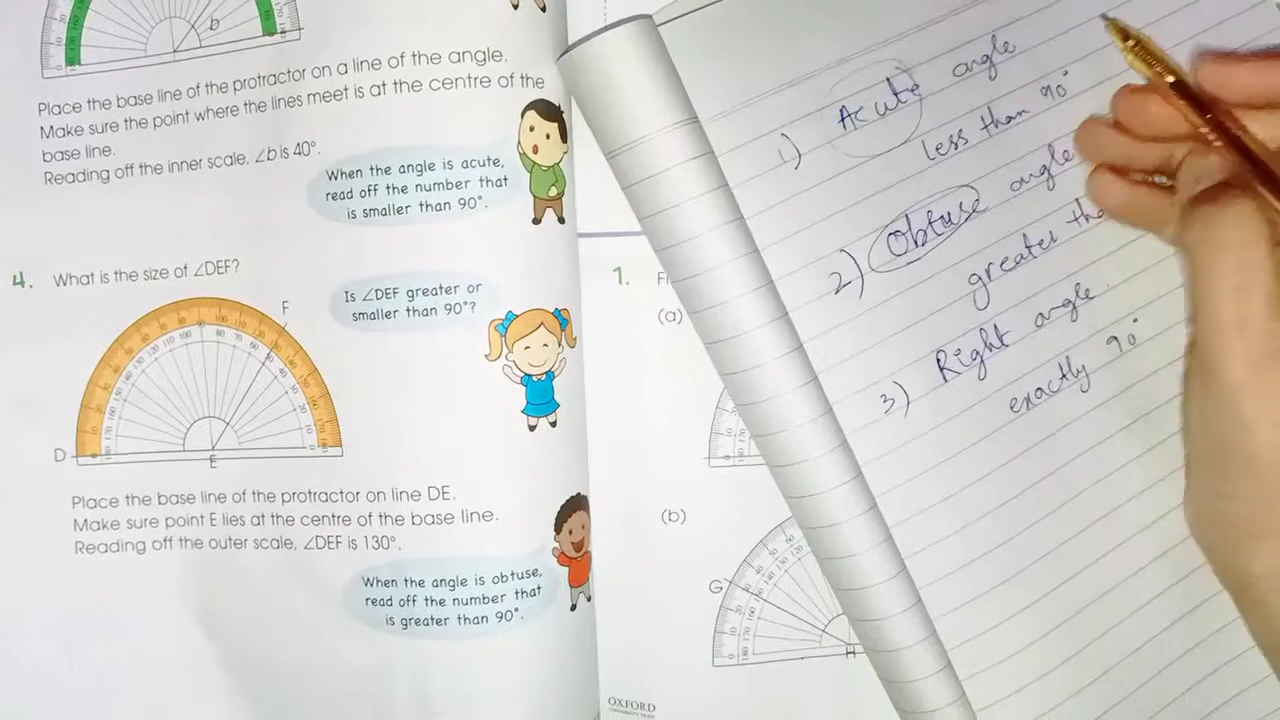 b
Place the base line of the protractor on a line of the angle.
Make sure the point where the lines meet is at the centre of the
base line.
Reading off the inner scale, ∠b is 40°.
When the angle is acute,
read off the number that
is smaller than 90°.
4. What is the size of ∠DEF?
Is ∠DEF greater or
smaller than 90°?
F
D
E
Place the base line of the protractor on line DE.
Make sure point E lies at the centre of the base line.
Reading off the outer scale, ∠DEF is 130°.
When the angle is obtuse,
read off the number that
is greater than 90°.
1.
(a)
(b)
G
H
OXFORD
UNIVERSITY PRESS
1) Acute angle
less than 90°
2) Obtuse angle
greater
3) Right angle.
exactly 90°